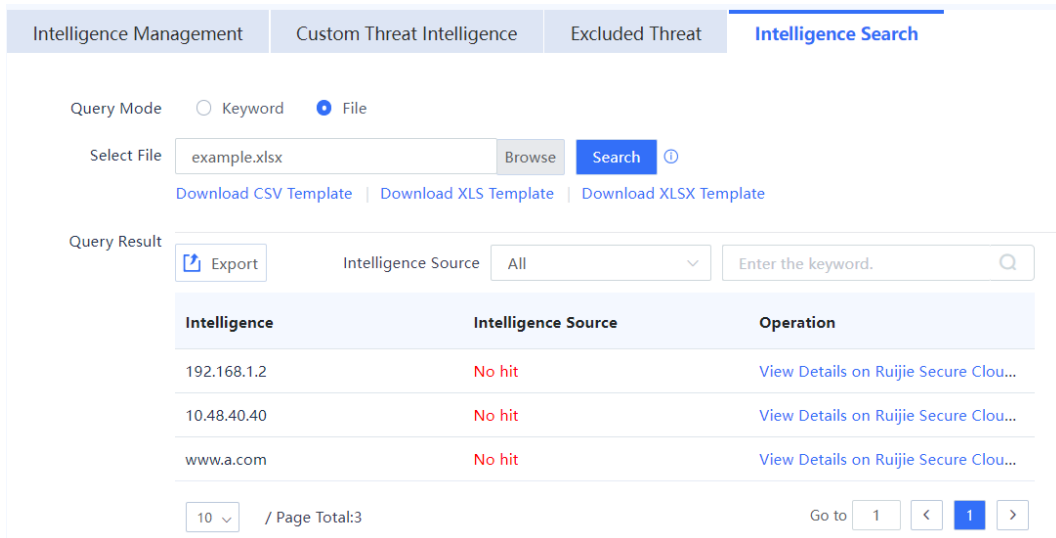 Intelligence Management Custom Threat Intelligence Excluded Threat Intelligence Search
Query Mode Keyword File
Select File example.xlsx Browse Search
Download CSV Template | Download XLS Template | Download XLSX Template
Query Result
Export Intelligence Source All Enter the keyword.
Intelligence Intelligence Source Operation
192.168.1.2 No hit View Details on Ruijie Secure Clou...
10.48.40.40 No hit View Details on Ruijie Secure Clou...
www.a.com No hit View Details on Ruijie Secure Clou...
10 / Page Total:3 Go to 1 < 1 >